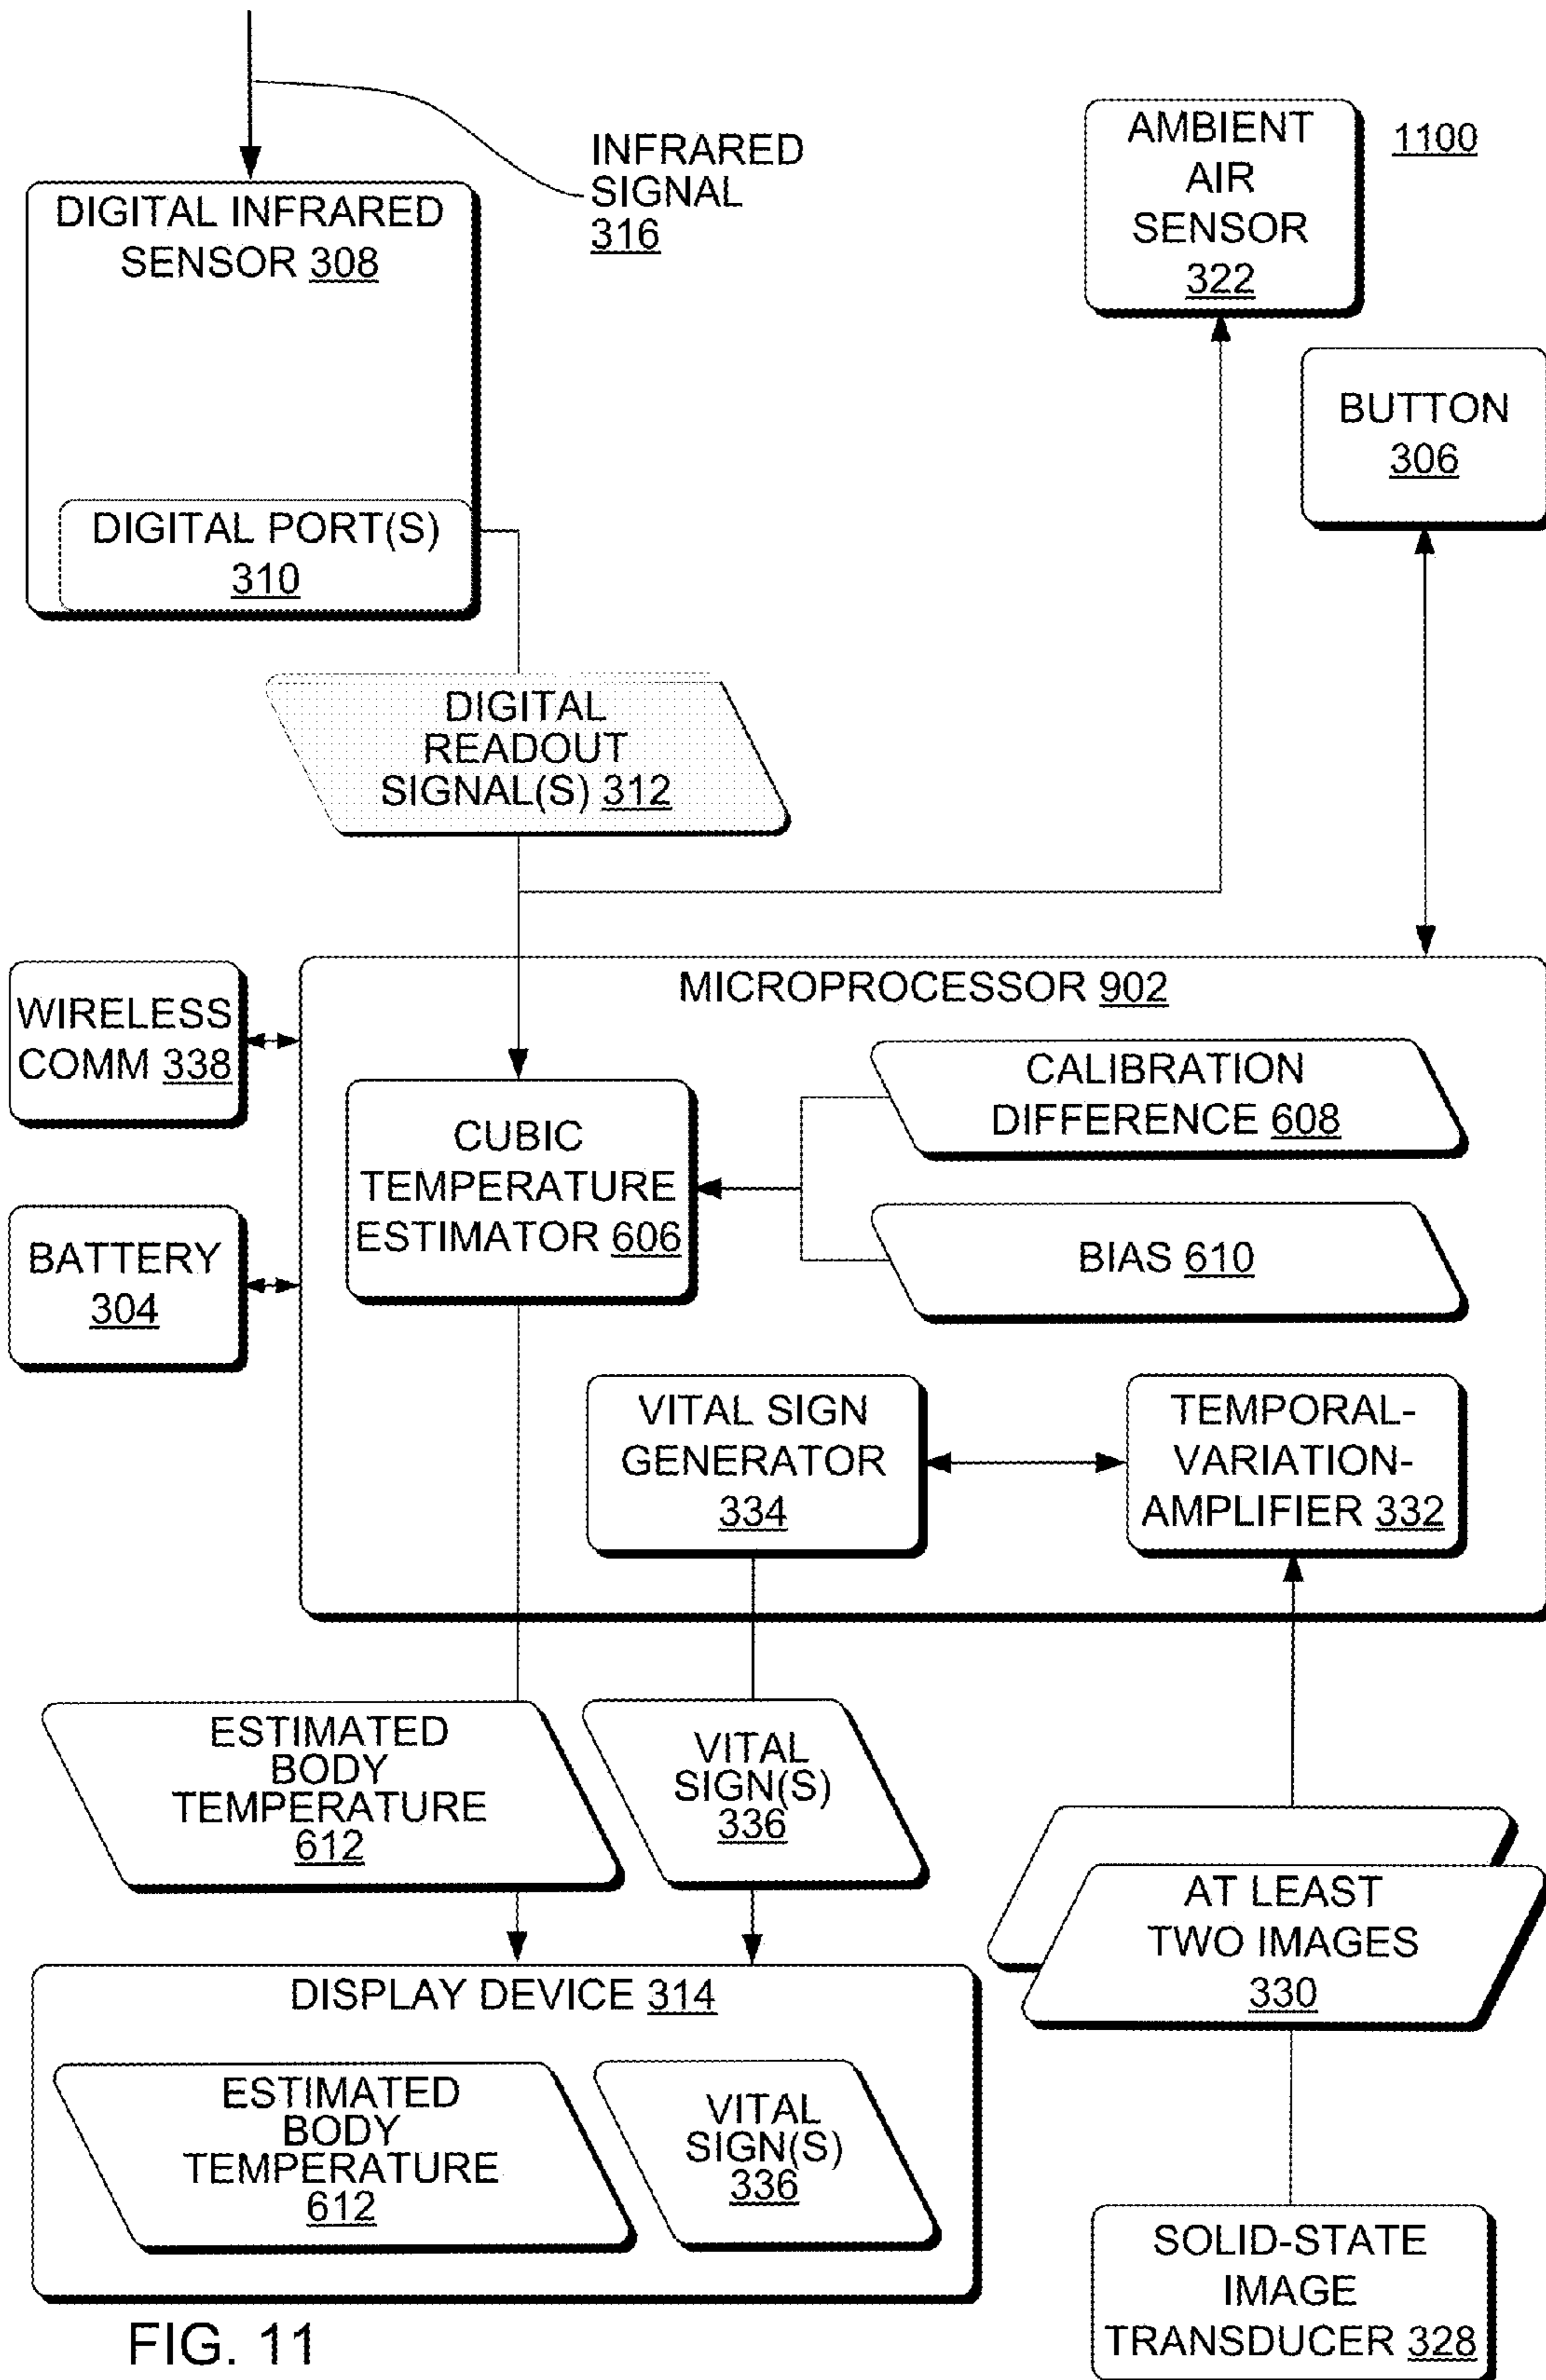 INFRARED
SIGNAL
316
AMBIENT
AIR
SENSOR
322
1100
DIGITAL INFRARED
SENSOR 308
BUTTON
306
DIGITAL PORT(S)
310
DIGITAL
READOUT
SIGNAL(S) 312
MICROPROCESSOR 902
WIRELESS
COMM 338
CALIBRATION
DIFFERENCE 608
CUBIC
TEMPERATURE
ESTIMATOR 606
BATTERY
304
BIAS 610
VITAL SIGN
GENERATOR
334
TEMPORAL-
VARIATION-
AMPLIFIER 332
ESTIMATED
BODY
TEMPERATURE
612
VITAL
SIGN(S)
336
AT LEAST
TWO IMAGES
330
DISPLAY DEVICE 314
ESTIMATED
BODY
TEMPERATURE
612
VITAL
SIGN(S)
336
SOLID-STATE
IMAGE
TRANSDUCER 328
FIG. 11